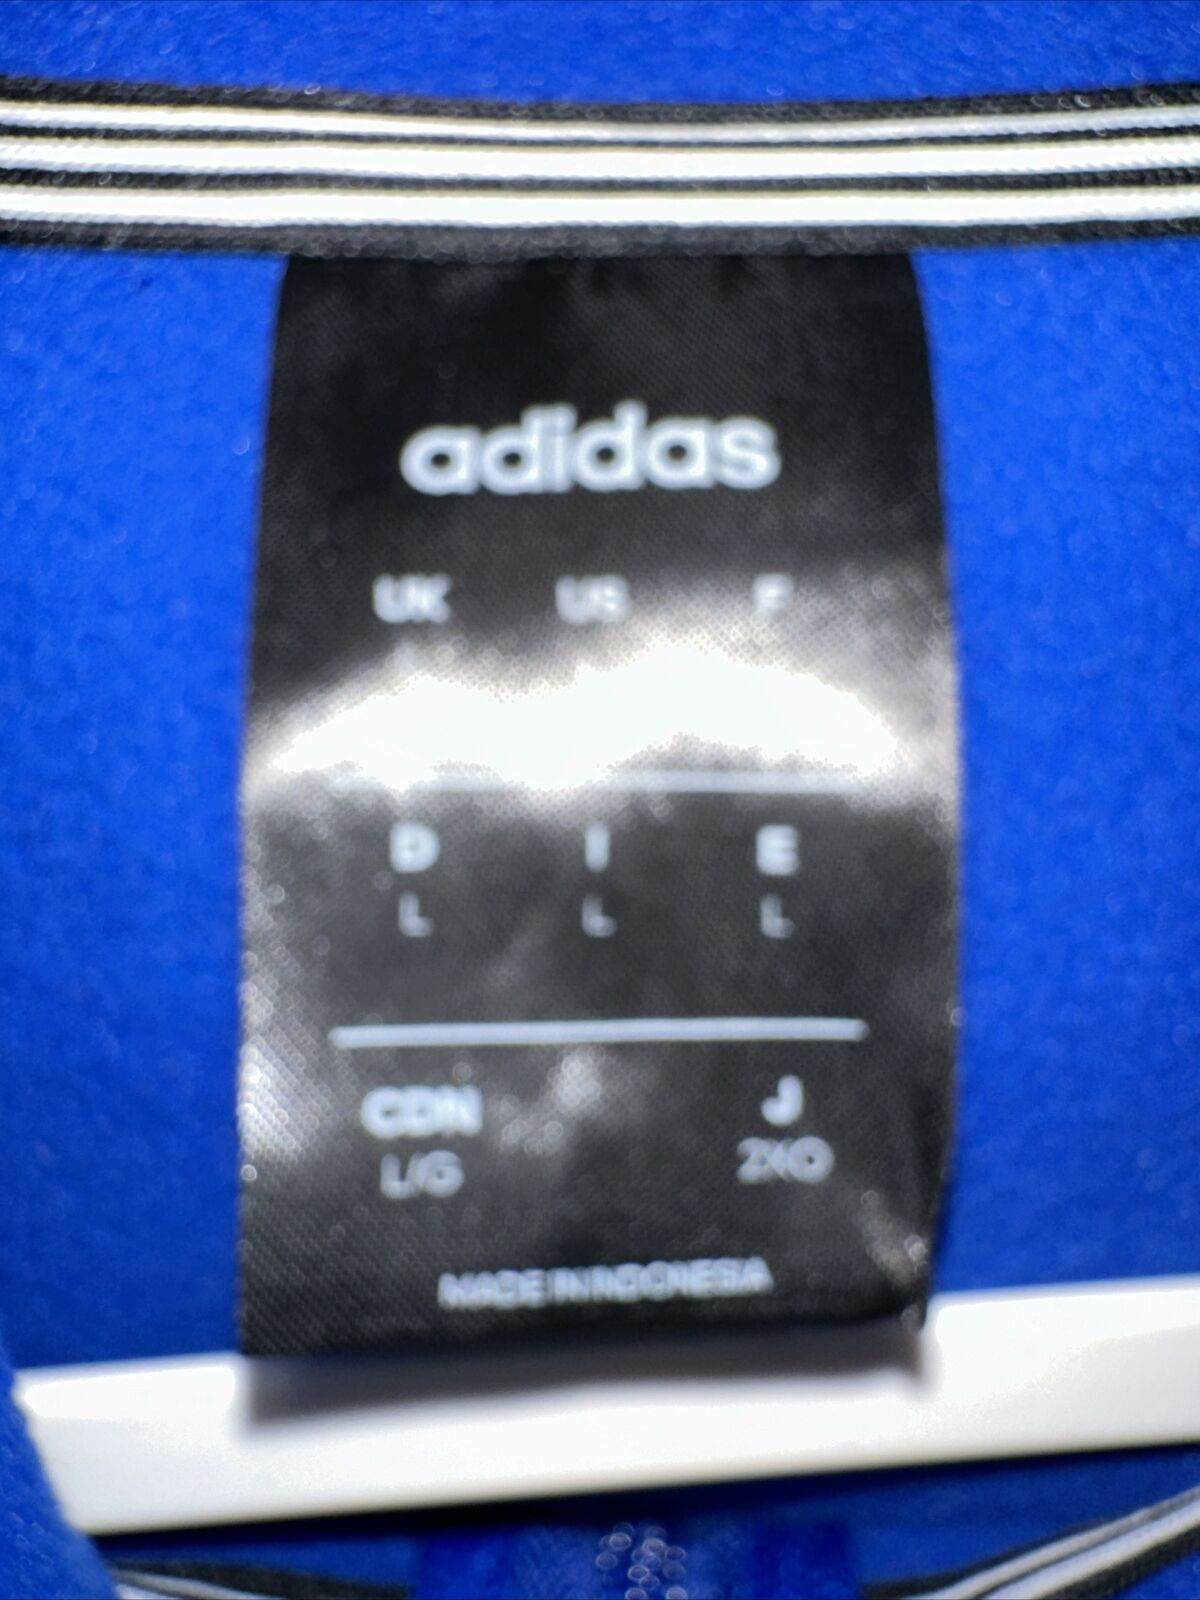 adidas
UK US F
D I E
L L L
CDN J
L/G 2XO
MADE IN INDONESIA